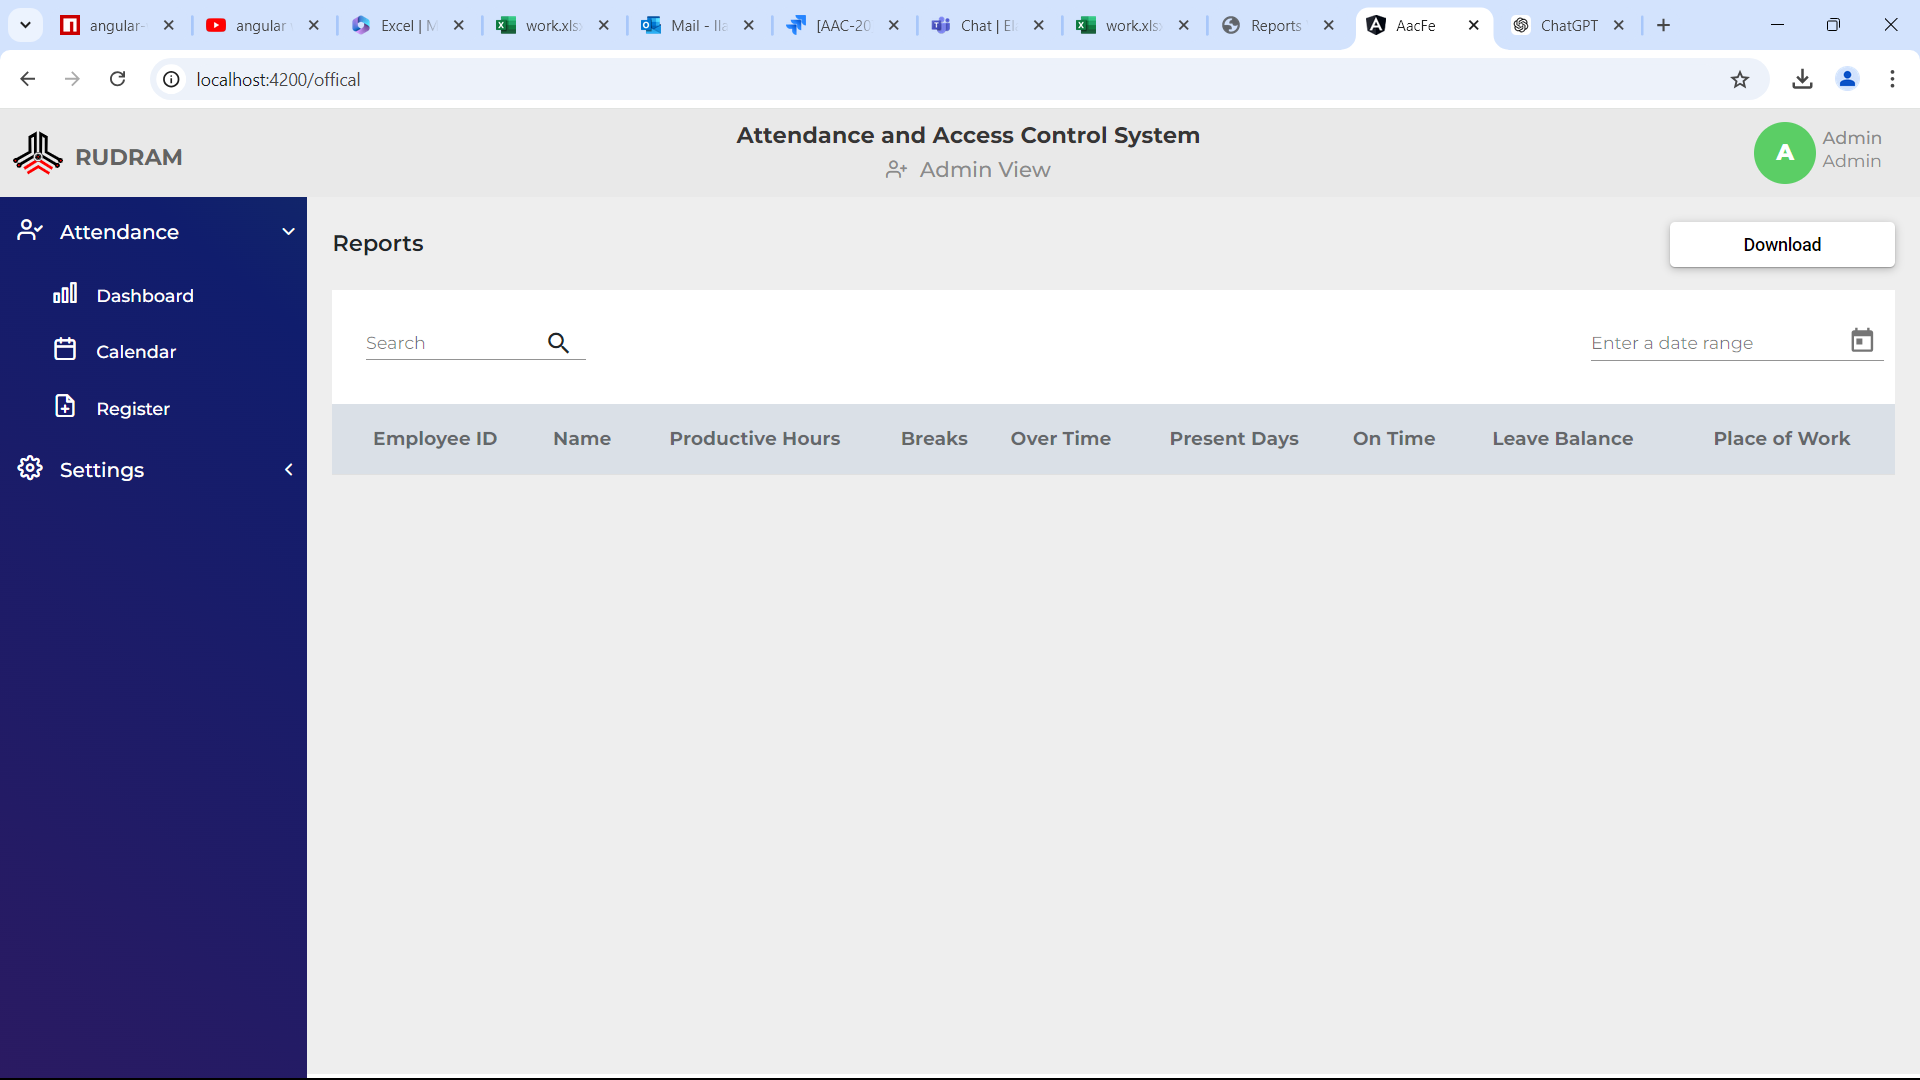 angular-
angular
Excel | M
work.xls
Mail - Ila
[AAC-20
Chat | El
work.xls
Reports
AacFe
ChatGPT
localhost:4200/offical
RUDRAM
Attendance and Access Control System
Admin View
A
Admin
Admin
Attendance
Dashboard
Calendar
Register
Settings
Reports
Download
Search
Enter a date range
Employee ID Name Productive Hours Breaks Over Time Present Days On Time Leave Balance Place of Work